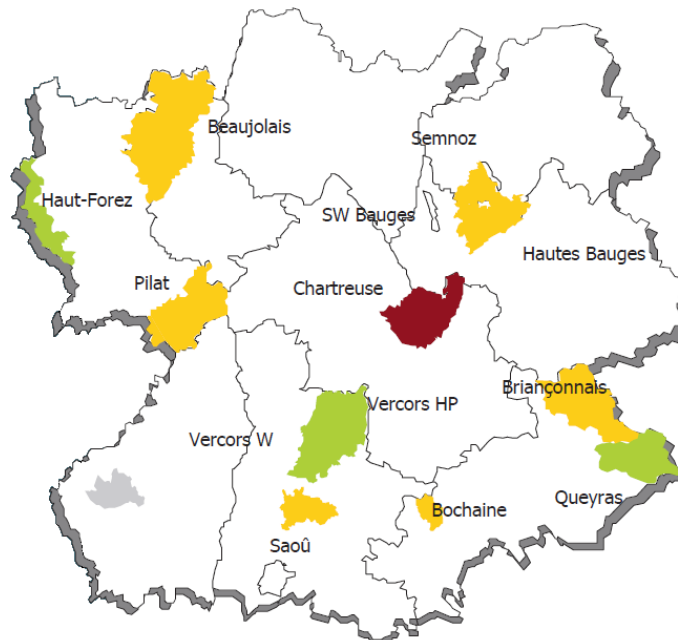 Beaujolais
Semnoz
Haut-Forez
SW Bauges
Hautes Bauges
Pilat
Chartreuse
Briançonnais
Vercors HP
Vercors W
Queyras
Bochaine
Saoû